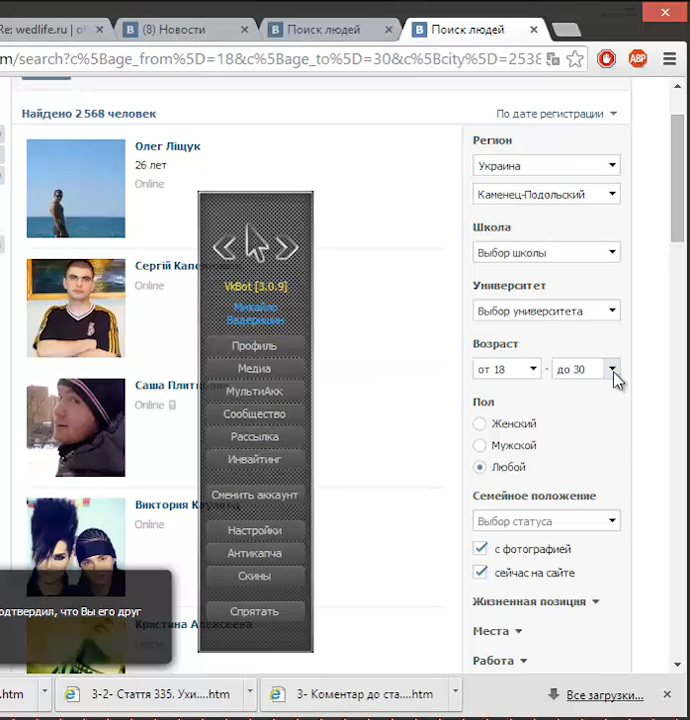 Re: wedlife.ru | of
(8) Новости
Поиск людей
Поиск людей
m/search?c%5Bage_from%5D=18&c%5Bage_to%5D=30&c%5Bcity%5D=2538
ABP
Найдено 2 568 человек
По дате регистрации
Олег Ліщук
26 лет
Online
Сергій
Online
Саша
Online
Виктория
Online
Кристина Алексеева
VkBot [3.0.9]
Михайло
Ведеришин
Профиль
Медиа
МультиАкк
Сообщество
Рассылка
Инвайтинг
Сменить аккаунт
Настройки
Антикапча
Скины
Спрятать
Регион
Украина
Каменец-Подольский
Школа
Выбор школы
Университет
Выбор университета
Возраст
от 18 - до 30
Пол
Женский
Мужской
Любой
Семейное положение
Выбор статуса
с фотографией
сейчас на сайте
Жизненная позиция
Места
Работа
одтвердил, что Вы его друг
.htm
3-2- Стаття 335. Ухи....htm
3- Коментар до ста....htm
Все загрузки...